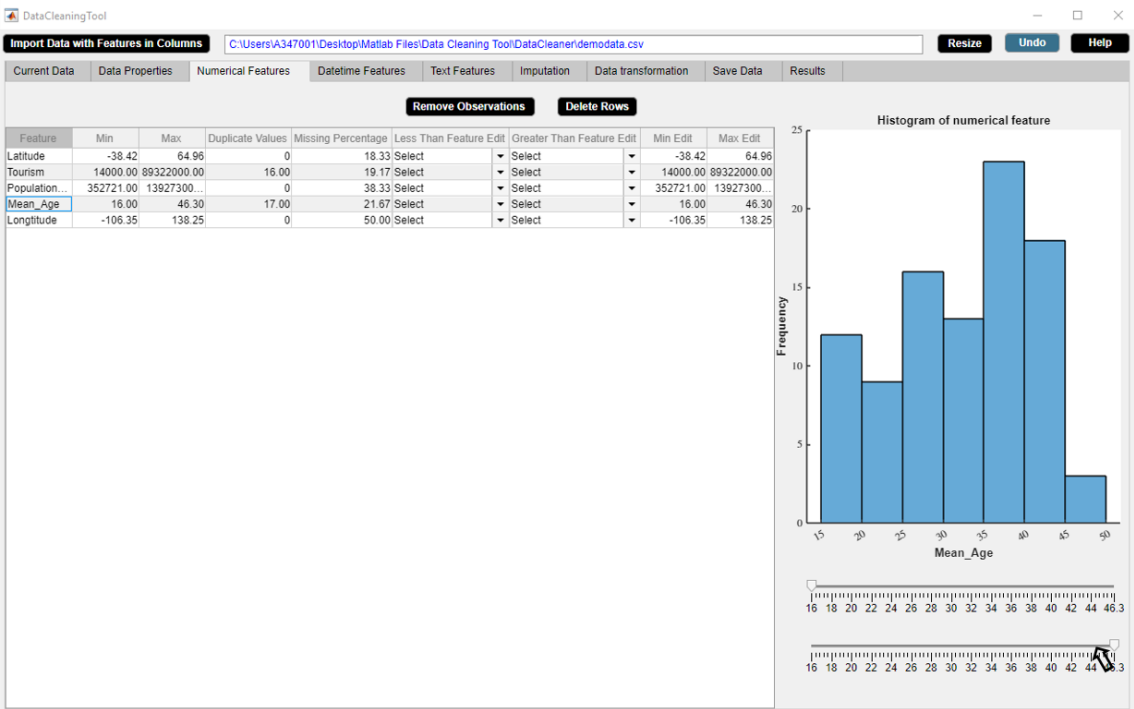 DataCleaningTool
Import Data with Features in Columns C:\Users\A347001\Desktop\Matlab Files\Data Cleaning Tool\DataCleaner\demodata.csv Resize Undo Help
Current Data Data Properties Numerical Features Datetime Features Text Features Imputation Data transformation Save Data Results
Remove Observations Delete Rows
Feature Min Max Duplicate Values Missing Percentage Less Than Feature Edit Greater Than Feature Edit Min Edit Max Edit
Latitude -38.42 64.96 0 18.33 Select Select -38.42 64.96
Tourism 14000.00 89322000.00 16.00 19.17 Select Select 14000.00 89322000.00
Population... 352721.00 13927300... 0 38.33 Select Select 352721.00 13927300...
Mean_Age 16.00 46.30 17.00 21.67 Select Select 16.00 46.30
Longtitude -106.35 138.25 0 50.00 Select Select -106.35 138.25
Histogram of numerical feature
25
20
15
10
5
0
Frequency
15 20 25 30 35 40 45 50
Mean_Age
16 18 20 22 24 26 28 30 32 34 36 38 40 42 44 46.3
16 18 20 22 24 26 28 30 32 34 36 38 40 42 44 46.3